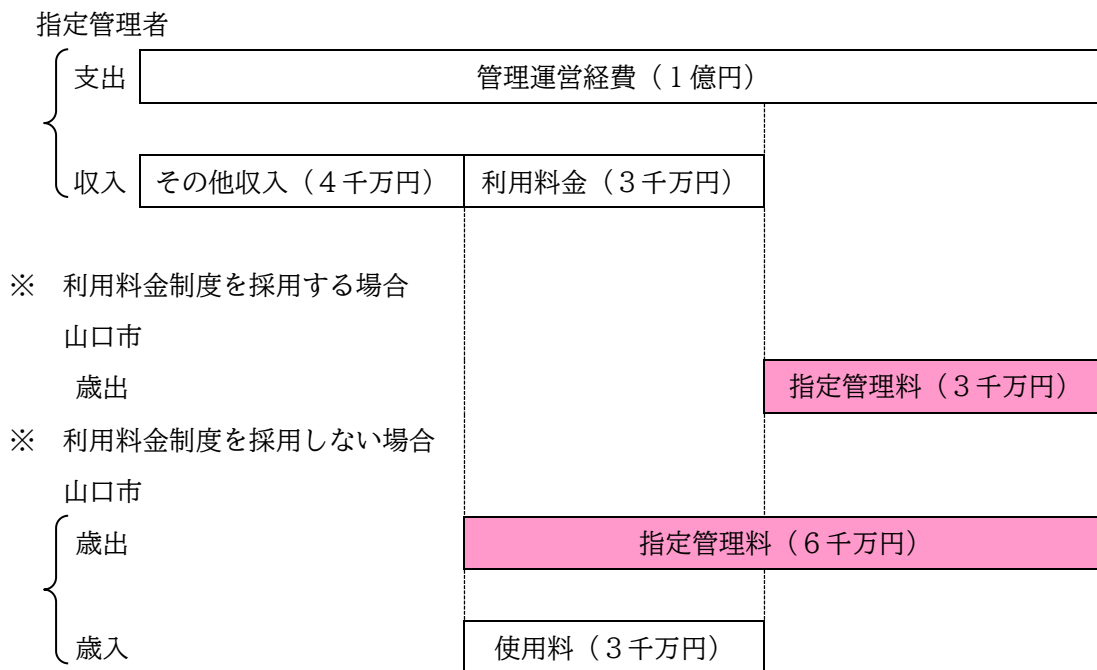 指定管理者
支出 管理運営経費（１億円）
収入 その他収入（４千万円） 利用料金（３千万円）
※　利用料金制度を採用する場合
山口市
歳出 指定管理料（３千万円）
※　利用料金制度を採用しない場合
山口市
歳出 指定管理料（６千万円）
歳入 使用料（３千万円）